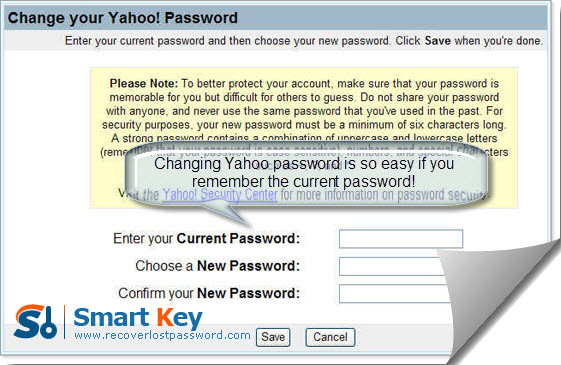 Change your Yahoo! Password
Enter your current password and then choose your new password. Click Save when you're done.
Please Note: To better protect your account, make sure that your password is
memorable for you but difficult for others to guess. Do not share your password
with anyone, and never use the same password that you've used in the past. For
security purposes, your new password must be a minimum of six characters long.
A strong password contains a combination of uppercase and lowercase letters
(remember that your password is case sensitive), numbers, and special characters
Changing Yahoo password is so easy if you
remember the current password!
Visit the Yahoo! Security Center for more information on password security.
Enter your Current Password:
Choose a New Password:
Confirm your New Password:
Smart Key
www.recoverlostpassword.com
Save
Cancel